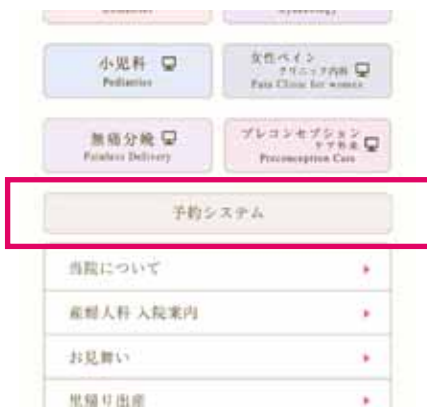 小児科
Pediatrics
女性ペイン
クリニック内科
Pain Clinic for women
無痛分娩
Painless Delivery
プレコンセプション
ケア外来
Preconception Care
予約システム
当院について
産婦人科 入院案内
お見舞い
里帰り出産